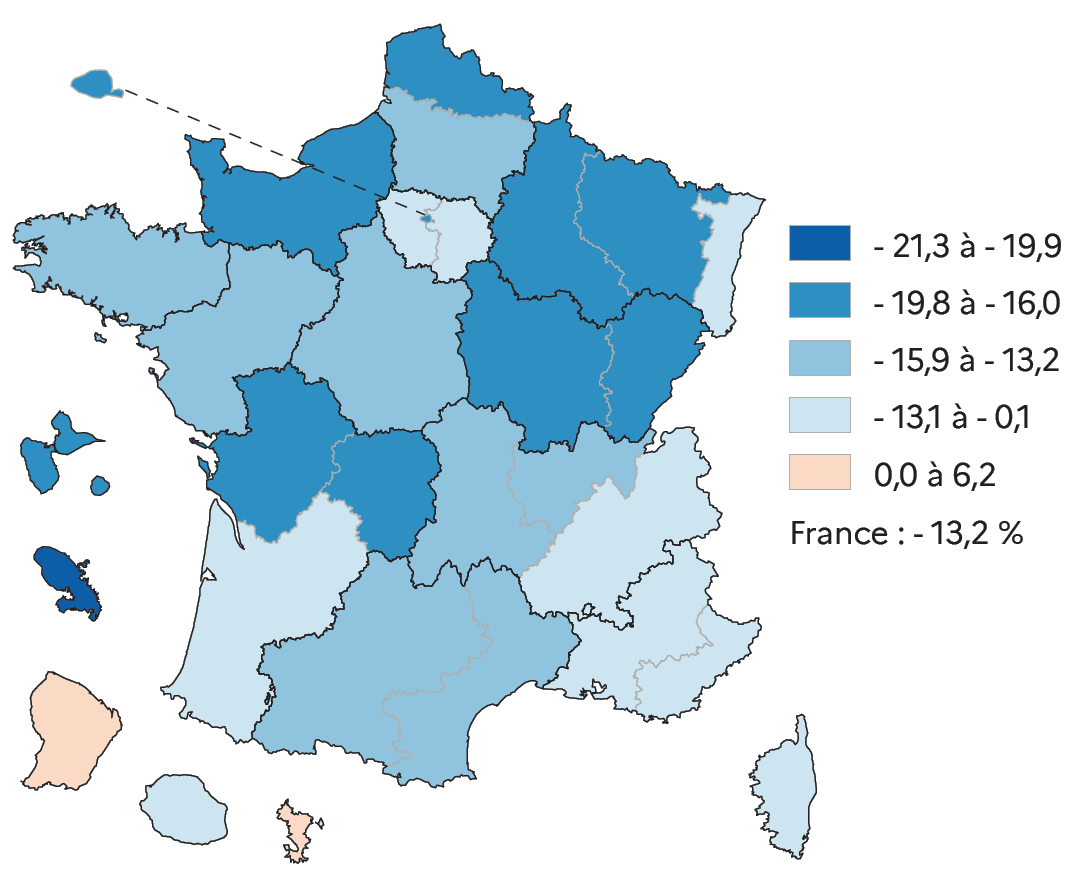 - 21,3 à - 19,9
- 19,8 à - 16,0
- 15,9 à - 13,2
- 13,1 à - 0,1
0,0 à 6,2
France : - 13,2 %